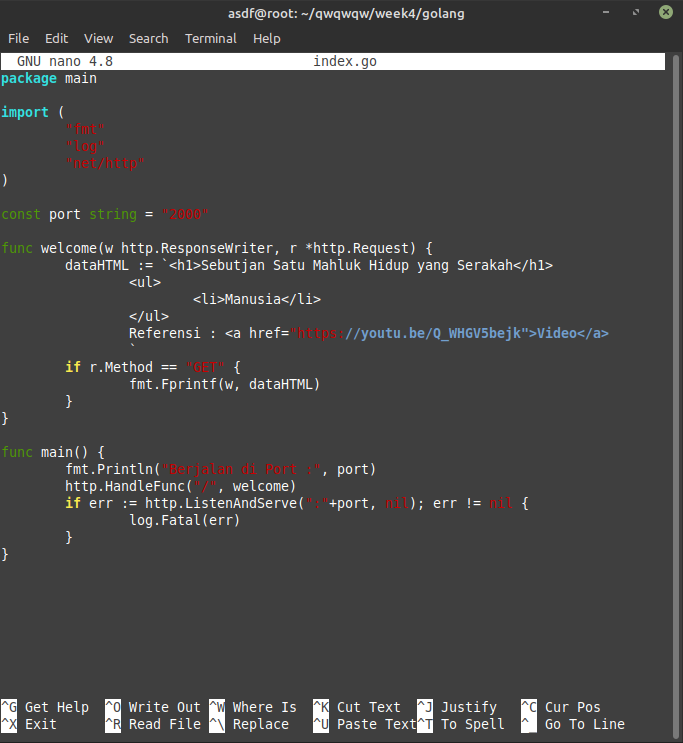 asdf@root: ~/qwqwqw/week4/golang
File Edit View Search Terminal Help
GNU nano 4.8 index.go
package main
import (
"fmt"
"log"
"net/http"
)
const port string = "2000"
func welcome(w http.ResponseWriter, r *http.Request) {
dataHTML := `<h1>Sebutjan Satu Mahluk Hidup yang Serakah</h1>
<ul>
<li>Manusia</li>
</ul>
Referensi : <a href="https://youtu.be/Q_WHGV5bejk">Video</a>
`
if r.Method == "GET" {
fmt.Fprintf(w, dataHTML)
}
}
func main() {
fmt.Println("Berjalan di Port :", port)
http.HandleFunc("/", welcome)
if err := http.ListenAndServe(":"+port, nil); err != nil {
log.Fatal(err)
}
}
^G Get Help ^O Write Out ^W Where Is ^K Cut Text ^J Justify ^C Cur Pos
^X Exit ^R Read File ^\ Replace ^U Paste Text ^T To Spell ^_ Go To Line